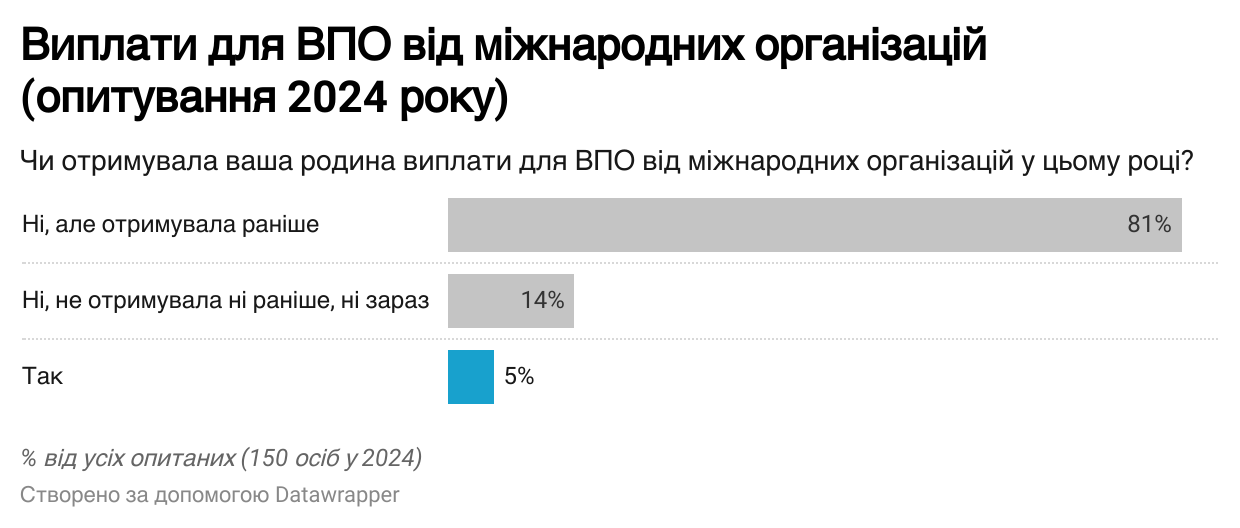 Виплати для ВПО від міжнародних організацій
(опитування 2024 року)
Чи отримувала ваша родина виплати для ВПО від міжнародних організацій у цьому році?
Ні, але отримувала раніше 81%
Ні, не отримувала ні раніше, ні зараз 14%
Так 5%
% від усіх опитаних (150 осіб у 2024)
Створено за допомогою Datawrapper